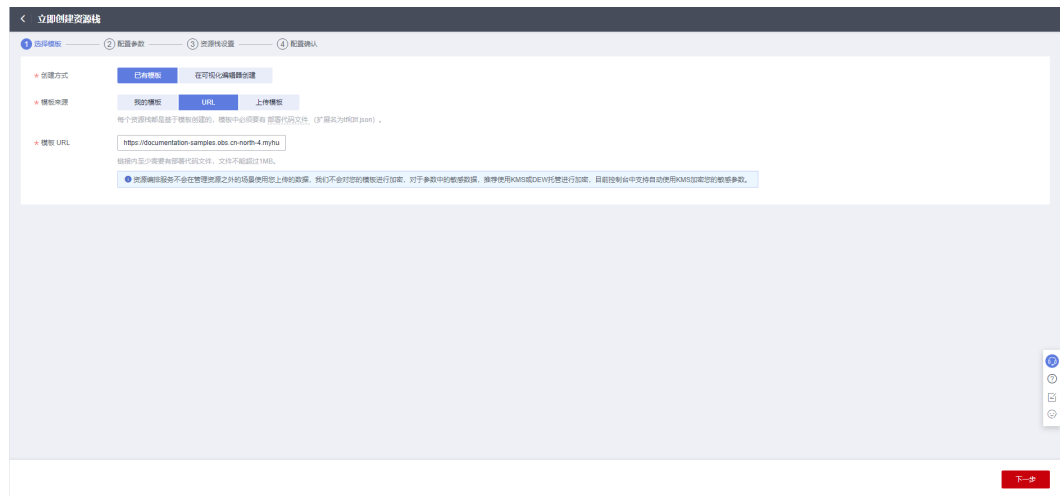 立即创建资源栈
1 选择模板 2 配置参数 3 资源栈设置 4 配置确认
* 创建方式 已有模板 在可视化编辑器创建
* 模板来源 我的模板 URL 上传模板
每个资源栈都是基于模板创建的，模板中必须要有 部署代码文件 （扩展名为tf和tf.json）。
* 模板 URL https://documentation-samples.obs.cn-north-4.myhu
链接内至少需要有部署代码文件，文件不能超过1MB。
资源编排服务不会在管理资源之外的场景使用您上传的数据，我们不会对您的模板进行加密，对于参数中的敏感数据，推荐使用KMS或DEW托管进行加密，目前控制台中支持自动使用KMS加密您的敏感参数。
下一步